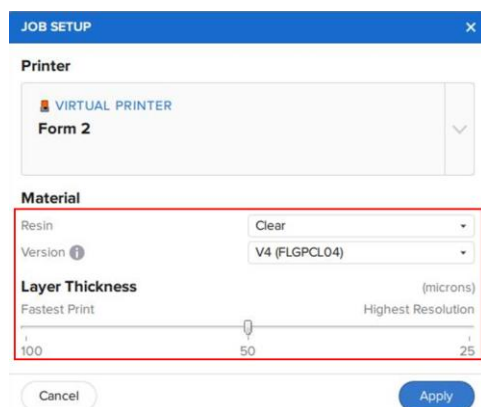 JOB SETUP ×
Printer
VIRTUAL PRINTER
Form 2
Material
Resin Clear
Version i V4 (FLGPCL04)
Layer Thickness (microns)
Fastest Print Highest Resolution
100 50 25
Cancel Apply